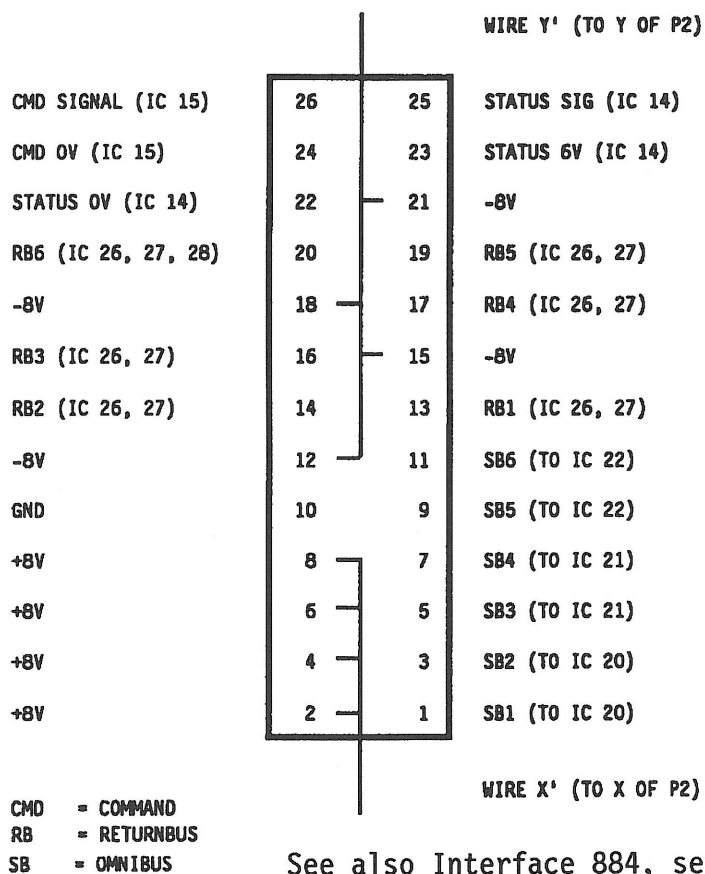 WIRE Y' (TO Y OF P2)
CMD SIGNAL (IC 15) 26 25 STATUS SIG (IC 14)
CMD 0V (IC 15) 24 23 STATUS 6V (IC 14)
STATUS 0V (IC 14) 22 21 -8V
RB6 (IC 26, 27, 28) 20 19 RB5 (IC 26, 27)
-8V 18 17 RB4 (IC 26, 27)
RB3 (IC 26, 27) 16 15 -8V
RB2 (IC 26, 27) 14 13 RB1 (IC 26, 27)
-8V 12 11 SB6 (TO IC 22)
GND 10 9 SB5 (TO IC 22)
+8V 8 7 SB4 (TO IC 21)
+8V 6 5 SB3 (TO IC 21)
+8V 4 3 SB2 (TO IC 20)
+8V 2 1 SB1 (TO IC 20)
WIRE X' (TO X OF P2)
CMD = COMMAND
RB = RETURNBUS
SB = OMNIBUS
See also Interface 884, se